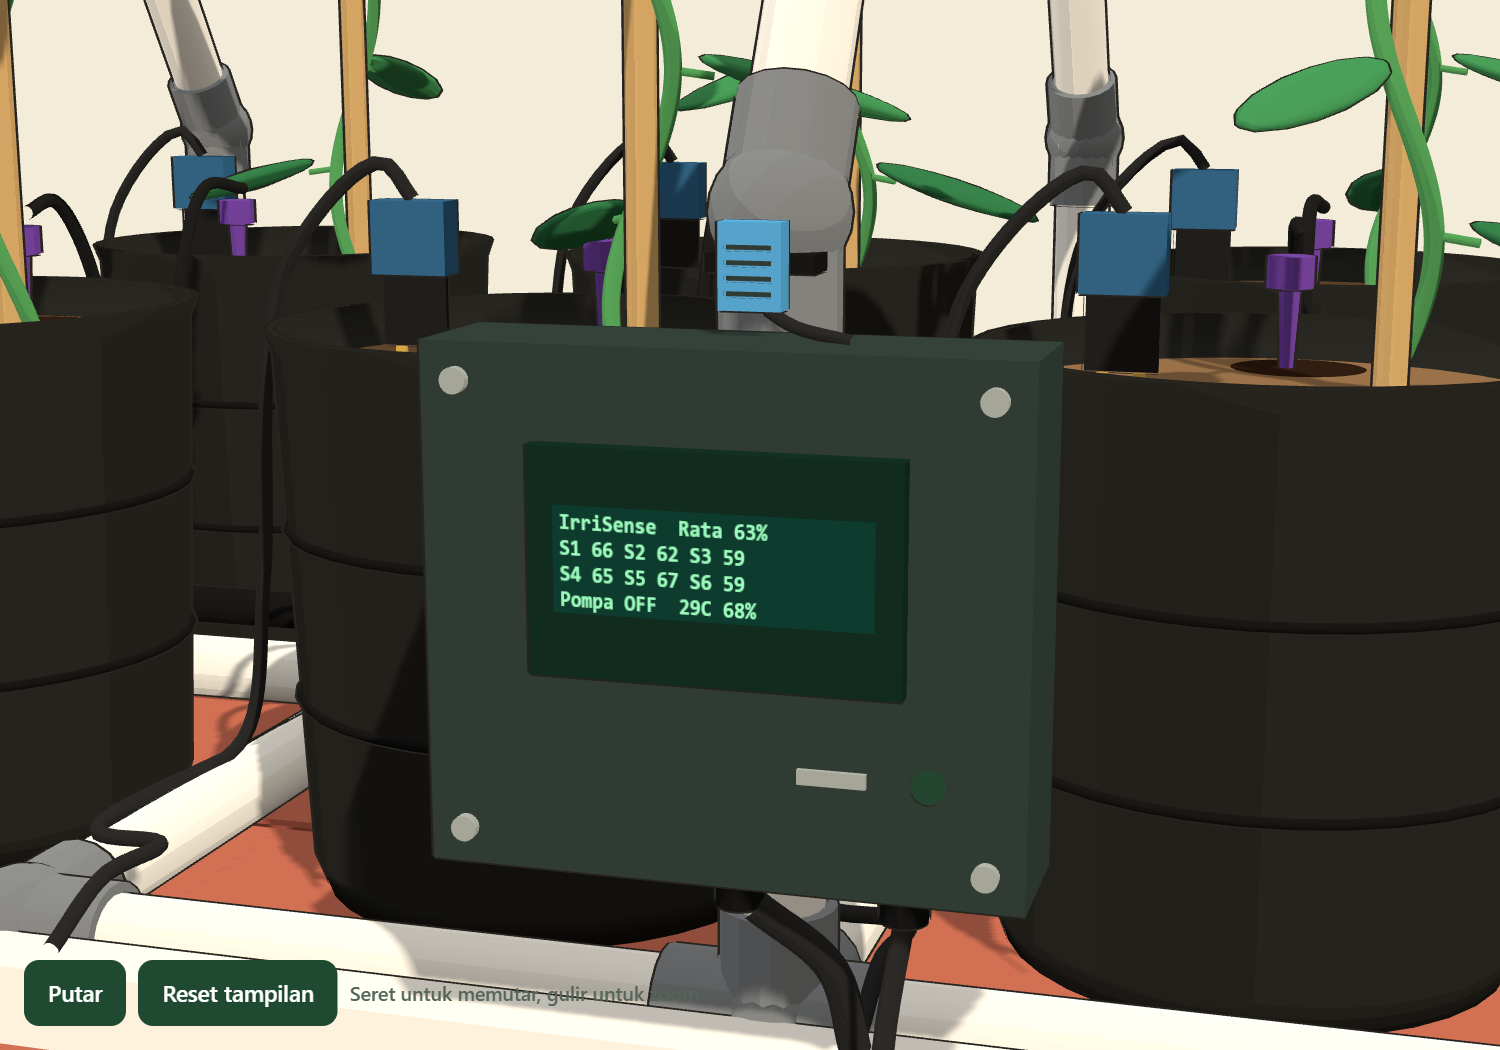 IrriSense  Rata 63%
S1 66 S2 62 S3 59
S4 65 S5 67 S6 59
Pompa OFF  29C 68%
Putar
Reset tampilan
Seret untuk memutar, gulir untuk zoom